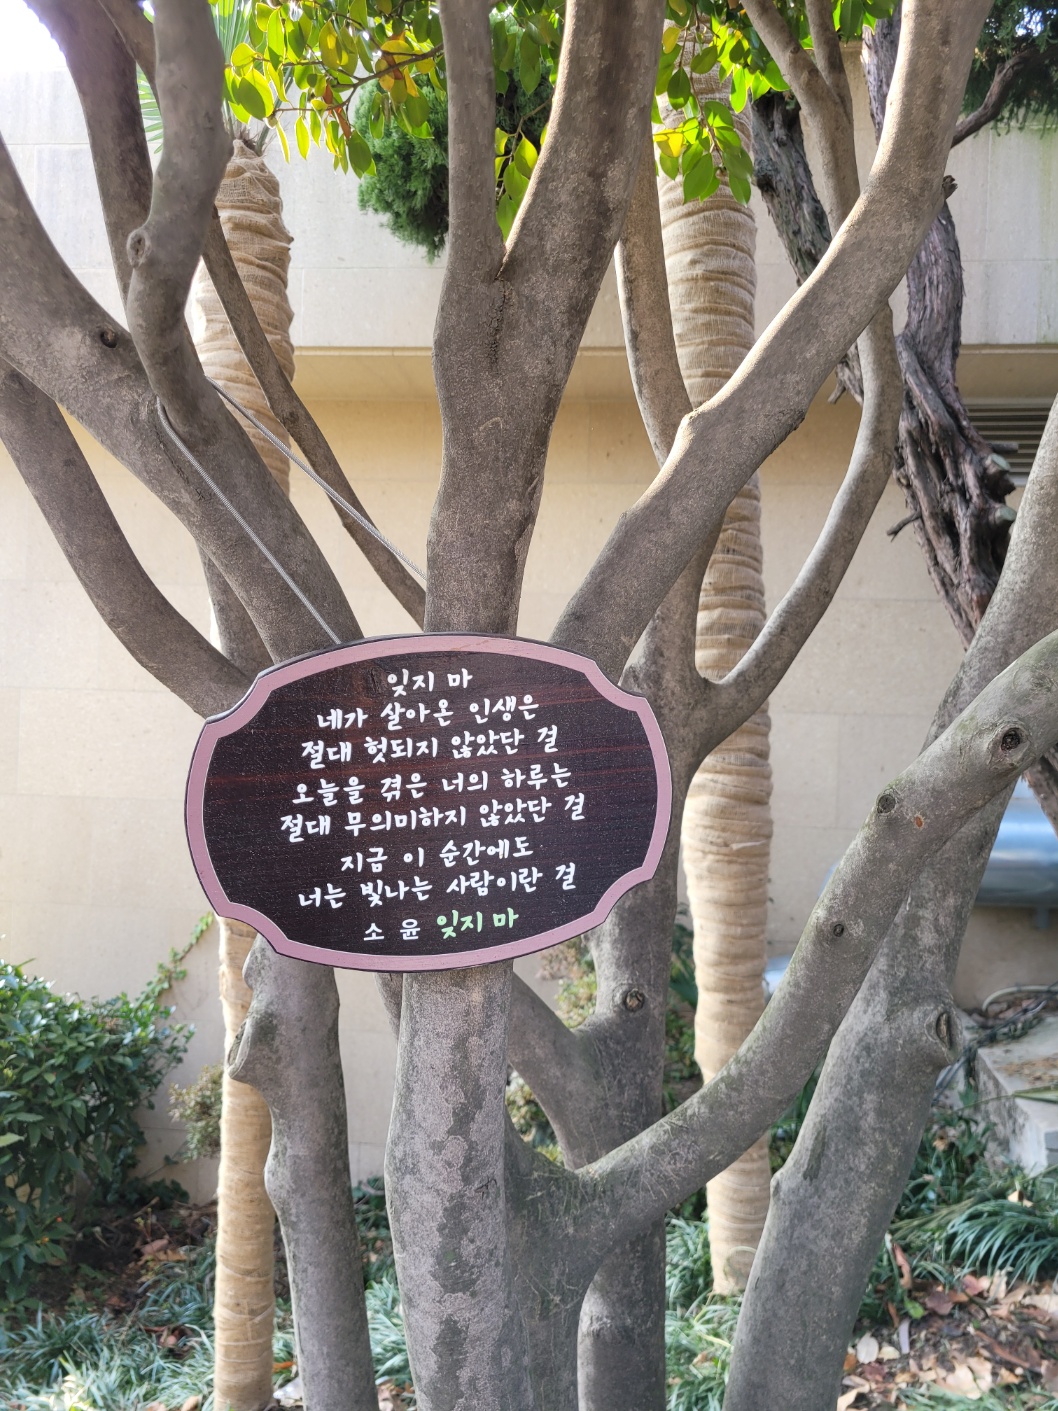 잊지 마
네가 살아온 인생은
절대 헛되지 않았단 걸
오늘을 겪은 너의 하루는
절대 무의미하지 않았단 걸
지금 이 순간에도
너는 빛나는 사람이란 걸
소 윤 잊지 마